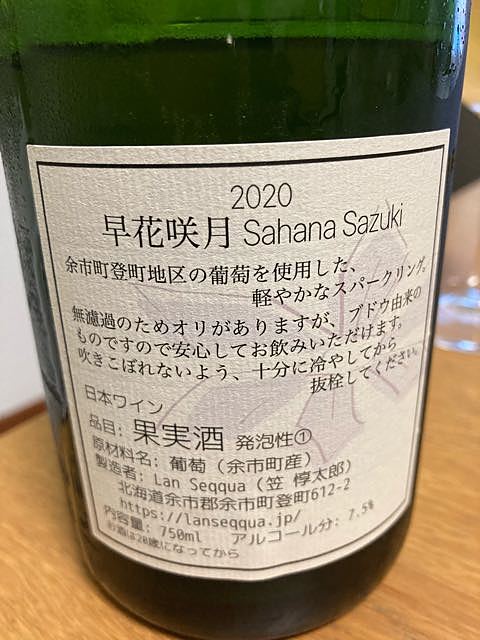 2020
早花咲月 Sahana Sazuki
余市町登町地区の葡萄を使用した、
軽やかなスパークリング。
無濾過のためオリがありますが、ブドウ由来の
ものですので安心してお飲みいただけます。
吹きこぼれないよう、十分に冷やしてから
抜栓してください。
日本ワイン
品目: 果実酒 発泡性①
原材料名: 葡萄（余市町産）
製造者: Lan Seqqua（笠 惇太郎）
北海道余市郡余市町登町612-2
https://lanseqqua.jp/
内容量: 750ml アルコール分: 7.5%
お酒は20歳になってから